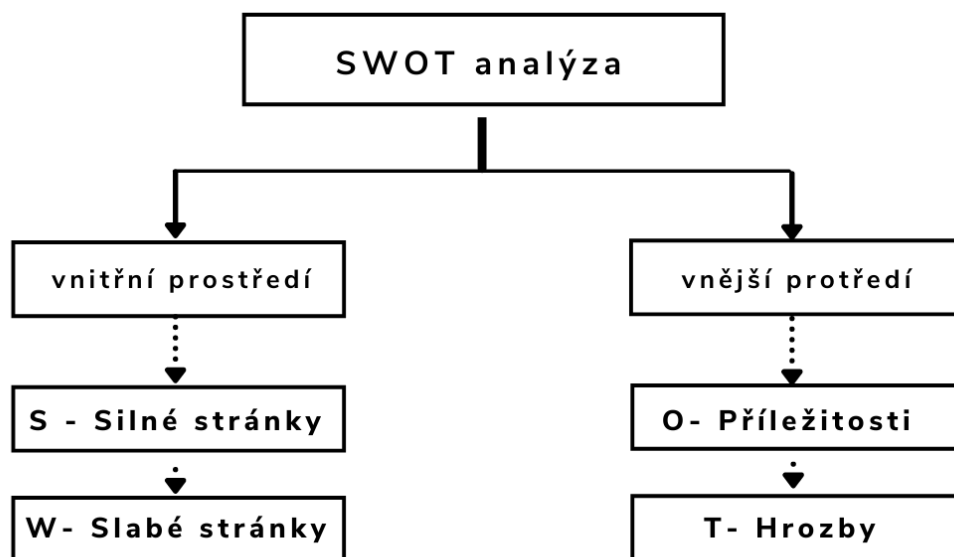 SWOT analýza
vnitřní prostředí
vnější protředí
S - Silné stránky
O- Příležitosti
W- Slabé stránky
T- Hrozby